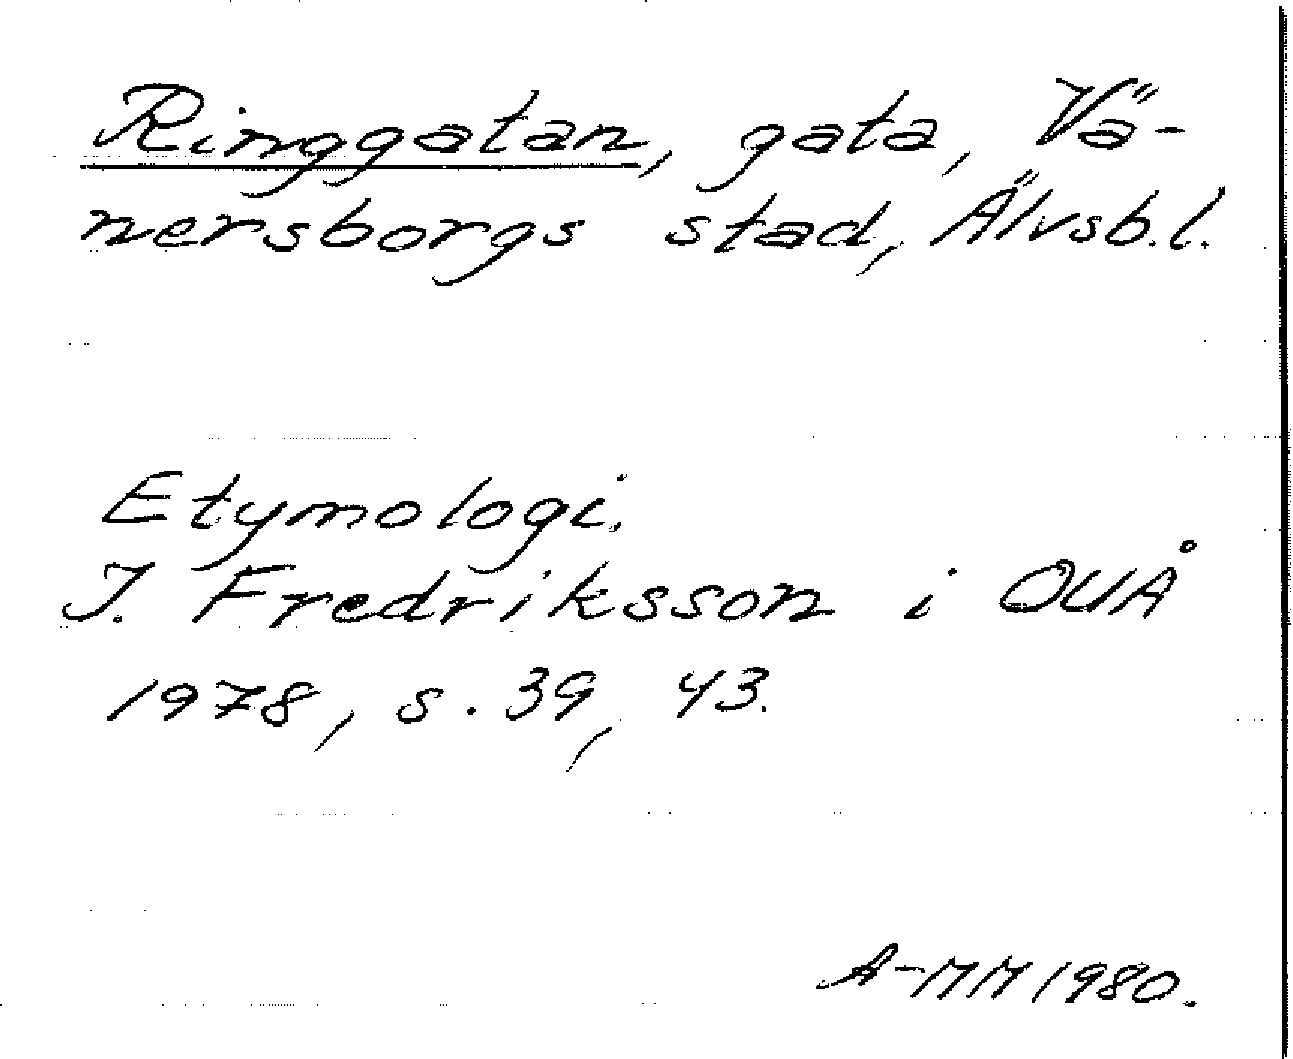 Ringgatan, gata, Vä-
nersborgs stad, Älvsb.l.
Etymologi.
I. Fredriksson i OUÅ
1978, s. 39, 43.
A-MM 1980.